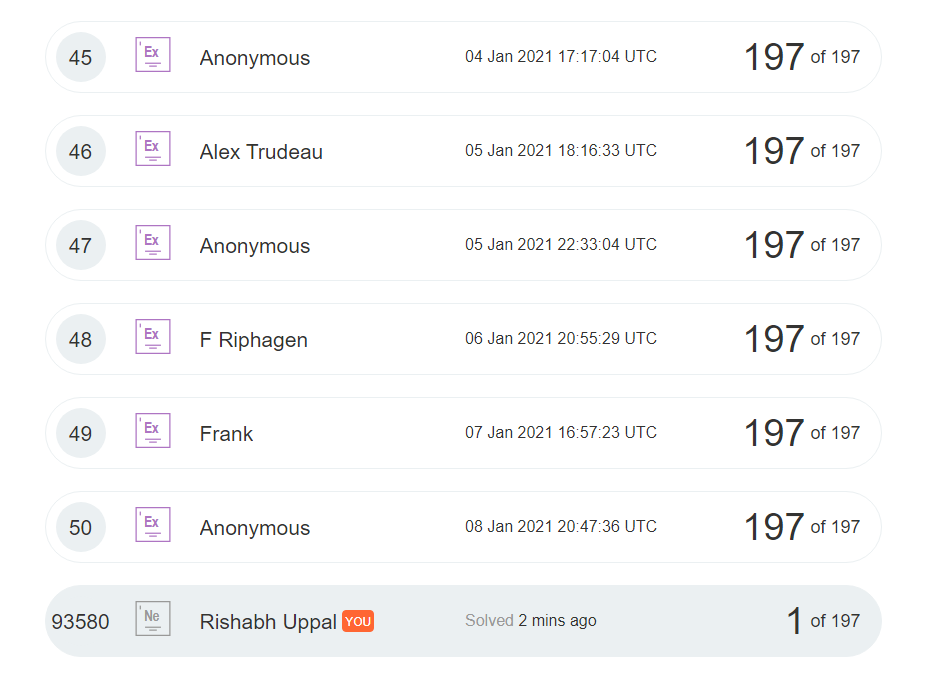 45 Ex Anonymous 04 Jan 2021 17:17:04 UTC 197 of 197
46 Ex Alex Trudeau 05 Jan 2021 18:16:33 UTC 197 of 197
47 Ex Anonymous 05 Jan 2021 22:33:04 UTC 197 of 197
48 Ex F Riphagen 06 Jan 2021 20:55:29 UTC 197 of 197
49 Ex Frank 07 Jan 2021 16:57:23 UTC 197 of 197
50 Ex Anonymous 08 Jan 2021 20:47:36 UTC 197 of 197
93580 Ne Rishabh Uppal YOU Solved 2 mins ago 1 of 197